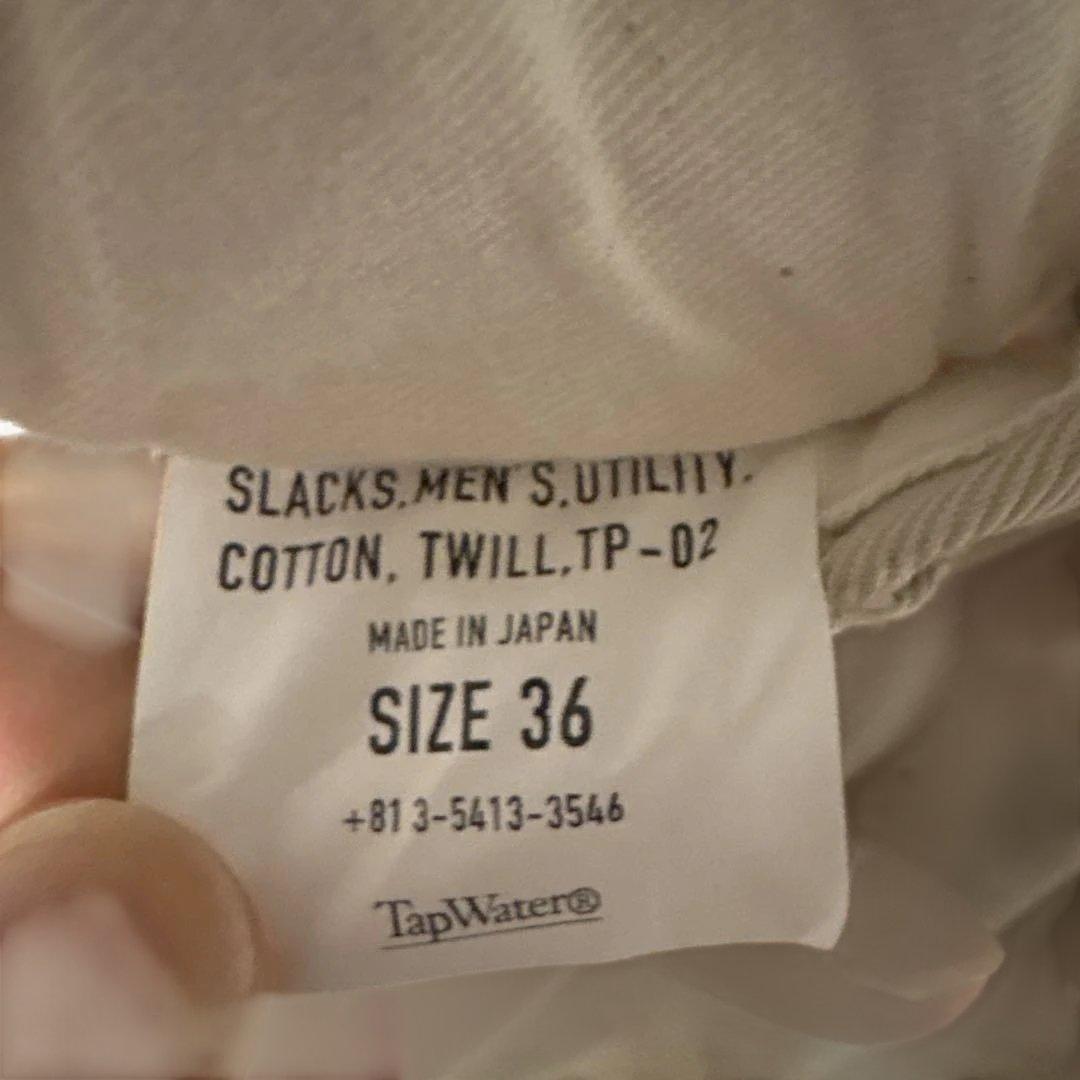 SLACKS.MEN'S.UTILITY.
COTTON, TWILL.TP-02
MADE IN JAPAN
SIZE 36
+81 3-5413-3546
TapWater®